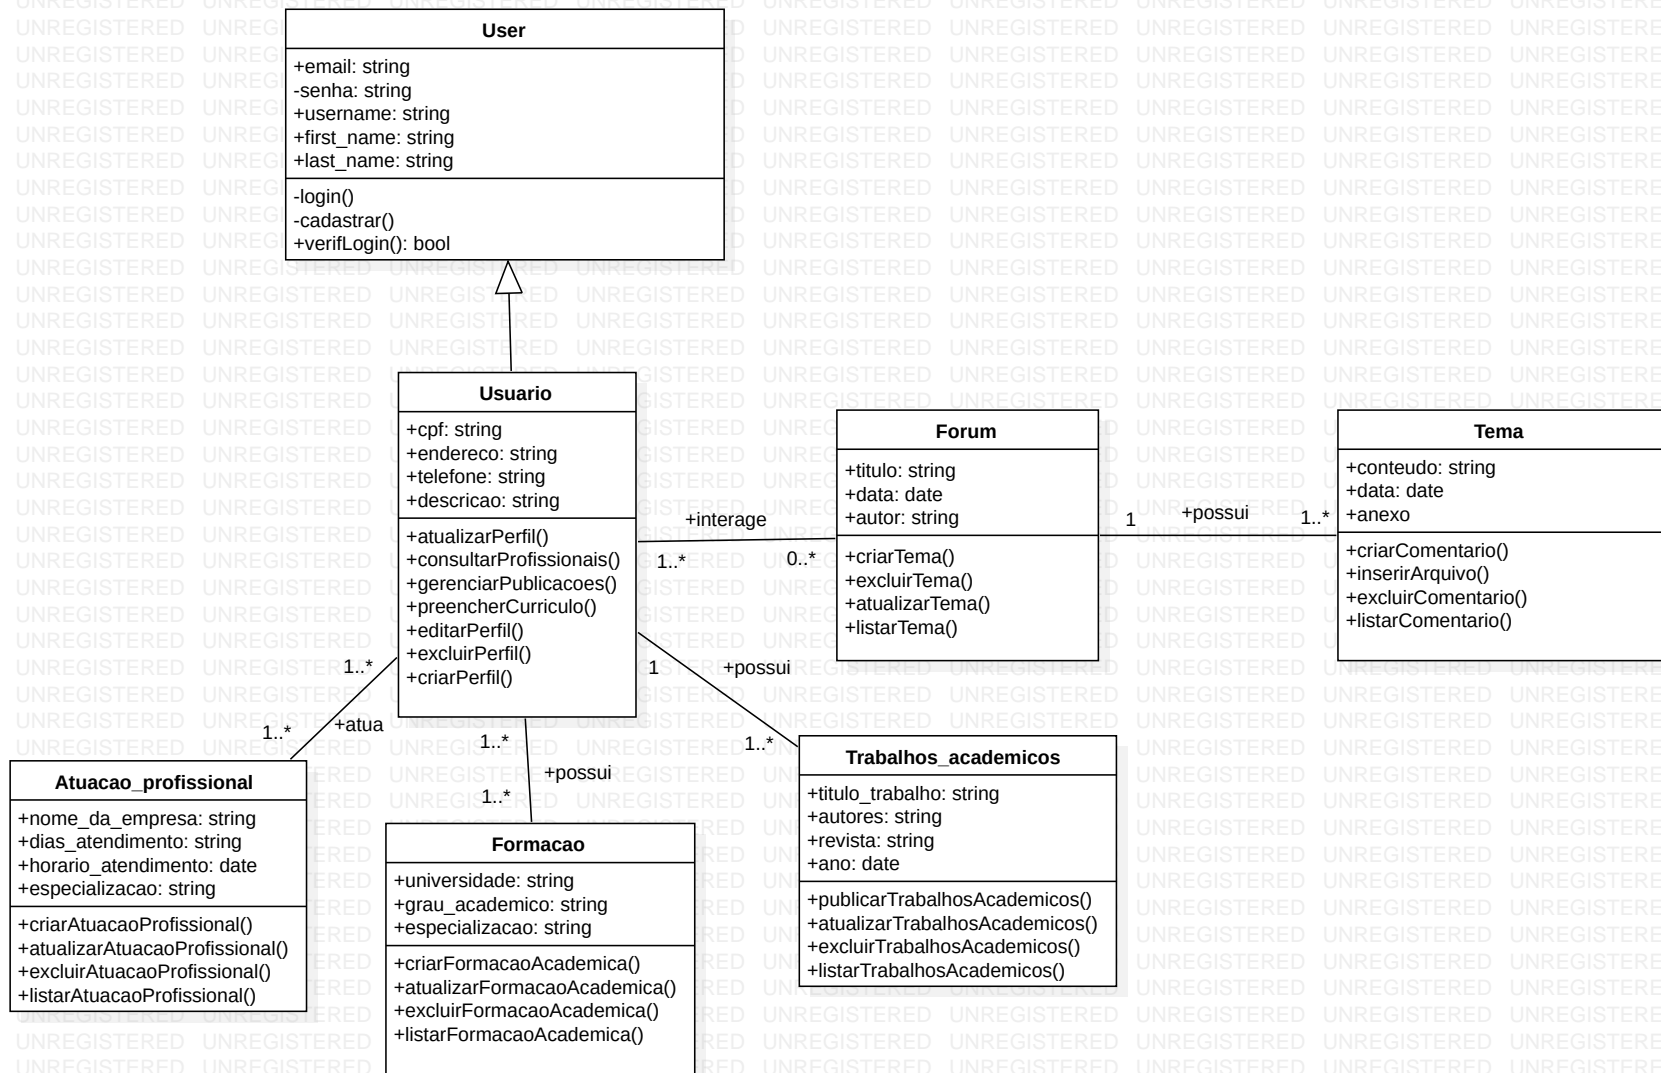 User
+email: string
-senha: string
+username: string
+first_name: string
+last_name: string
-login()
-cadastrar()
+verifLogin(): bool
Usuario
+cpf: string
+endereco: string
+telefone: string
+descricao: string
+atualizarPerfil()
+consultarProfissionais()
+gerenciarPublicacoes()
+preencherCurriculo()
+editarPerfil()
+excluirPerfil()
+criarPerfil()
+interage
1..*
0..*
Forum
+titulo: string
+data: date
+autor: string
+criarTema()
+excluirTema()
+atualizarTema()
+listarTema()
1
+possui
1..*
Tema
+conteudo: string
+data: date
+anexo
+criarComentario()
+inserirArquivo()
+excluirComentario()
+listarComentario()
1..*
+atua
1..*
1..*
+possui
1..*
1
+possui
1..*
Atuacao_profissional
+nome_da_empresa: string
+dias_atendimento: string
+horario_atendimento: date
+especializacao: string
+criarAtuacaoProfissional()
+atualizarAtuacaoProfissional()
+excluirAtuacaoProfissional()
+listarAtuacaoProfissional()
Formacao
+universidade: string
+grau_academico: string
+especializacao: string
+criarFormacaoAcademica()
+atualizarFormacaoAcademica()
+excluirFormacaoAcademica()
+listarFormacaoAcademica()
Trabalhos_academicos
+titulo_trabalho: string
+autores: string
+revista: string
+ano: date
+publicarTrabalhosAcademicos()
+atualizarTrabalhosAcademicos()
+excluirTrabalhosAcademicos()
+listarTrabalhosAcademicos()
UNREGISTERED